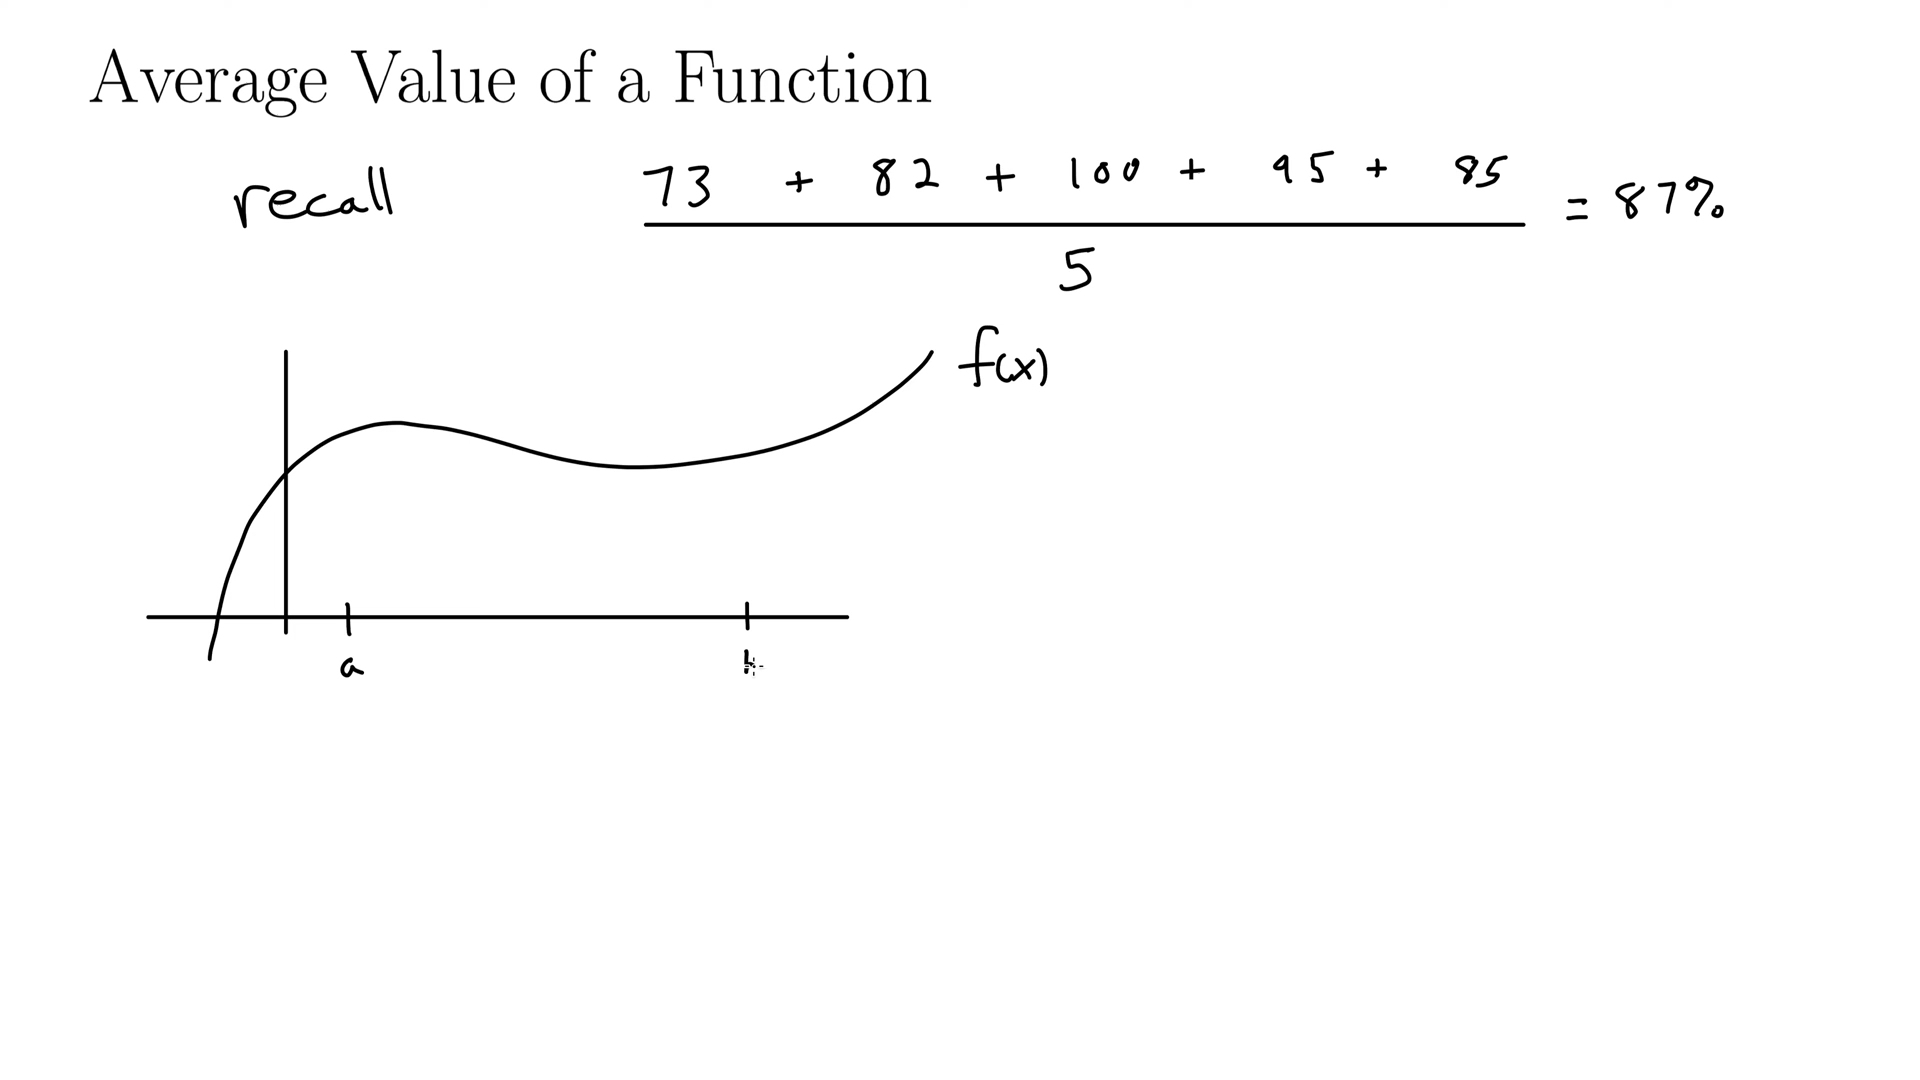 Average Value of a Function
recall 73 + 82 + 100 + 95 + 85 = 87%
5
f(x)
a